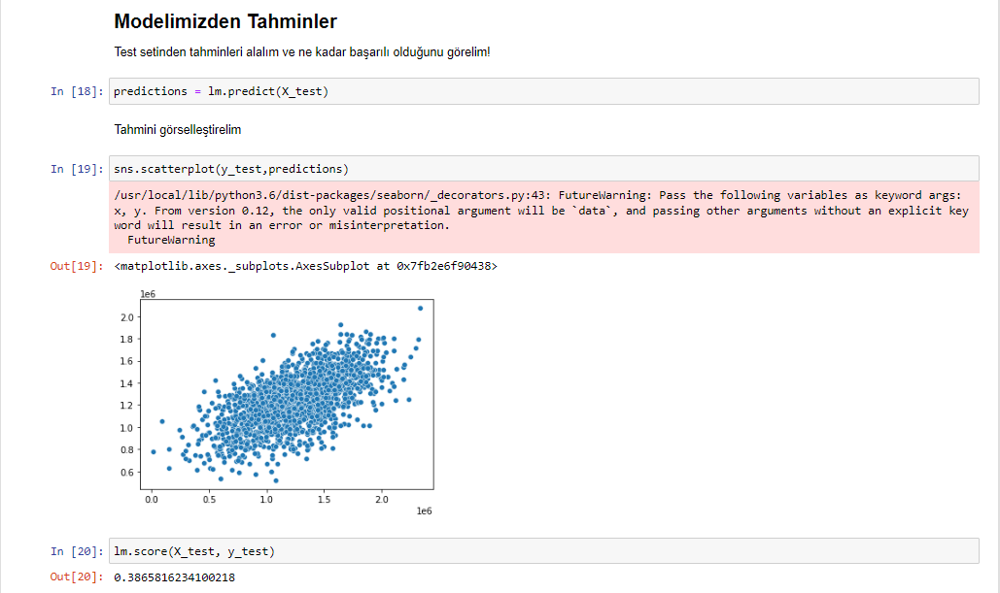 Modelimizden Tahminler
Test setinden tahminleri alalım ve ne kadar başarılı olduğunu görelim!
In [18]: predictions = lm.predict(X_test)
Tahmini görselleştirelim
In [19]: sns.scatterplot(y_test,predictions)
/usr/local/lib/python3.6/dist-packages/seaborn/_decorators.py:43: FutureWarning: Pass the following variables as keyword args:
x, y. From version 0.12, the only valid positional argument will be `data`, and passing other arguments without an explicit key
word will result in an error or misinterpretation.
FutureWarning
Out[19]: <matplotlib.axes._subplots.AxesSubplot at 0x7fb2e6f90438>
1e6
2.0
1.8
1.6
1.4
1.2
1.0
0.8
0.6
0.0 0.5 1.0 1.5 2.0
1e6
In [20]: lm.score(X_test, y_test)
Out[20]: 0.3865816234100218